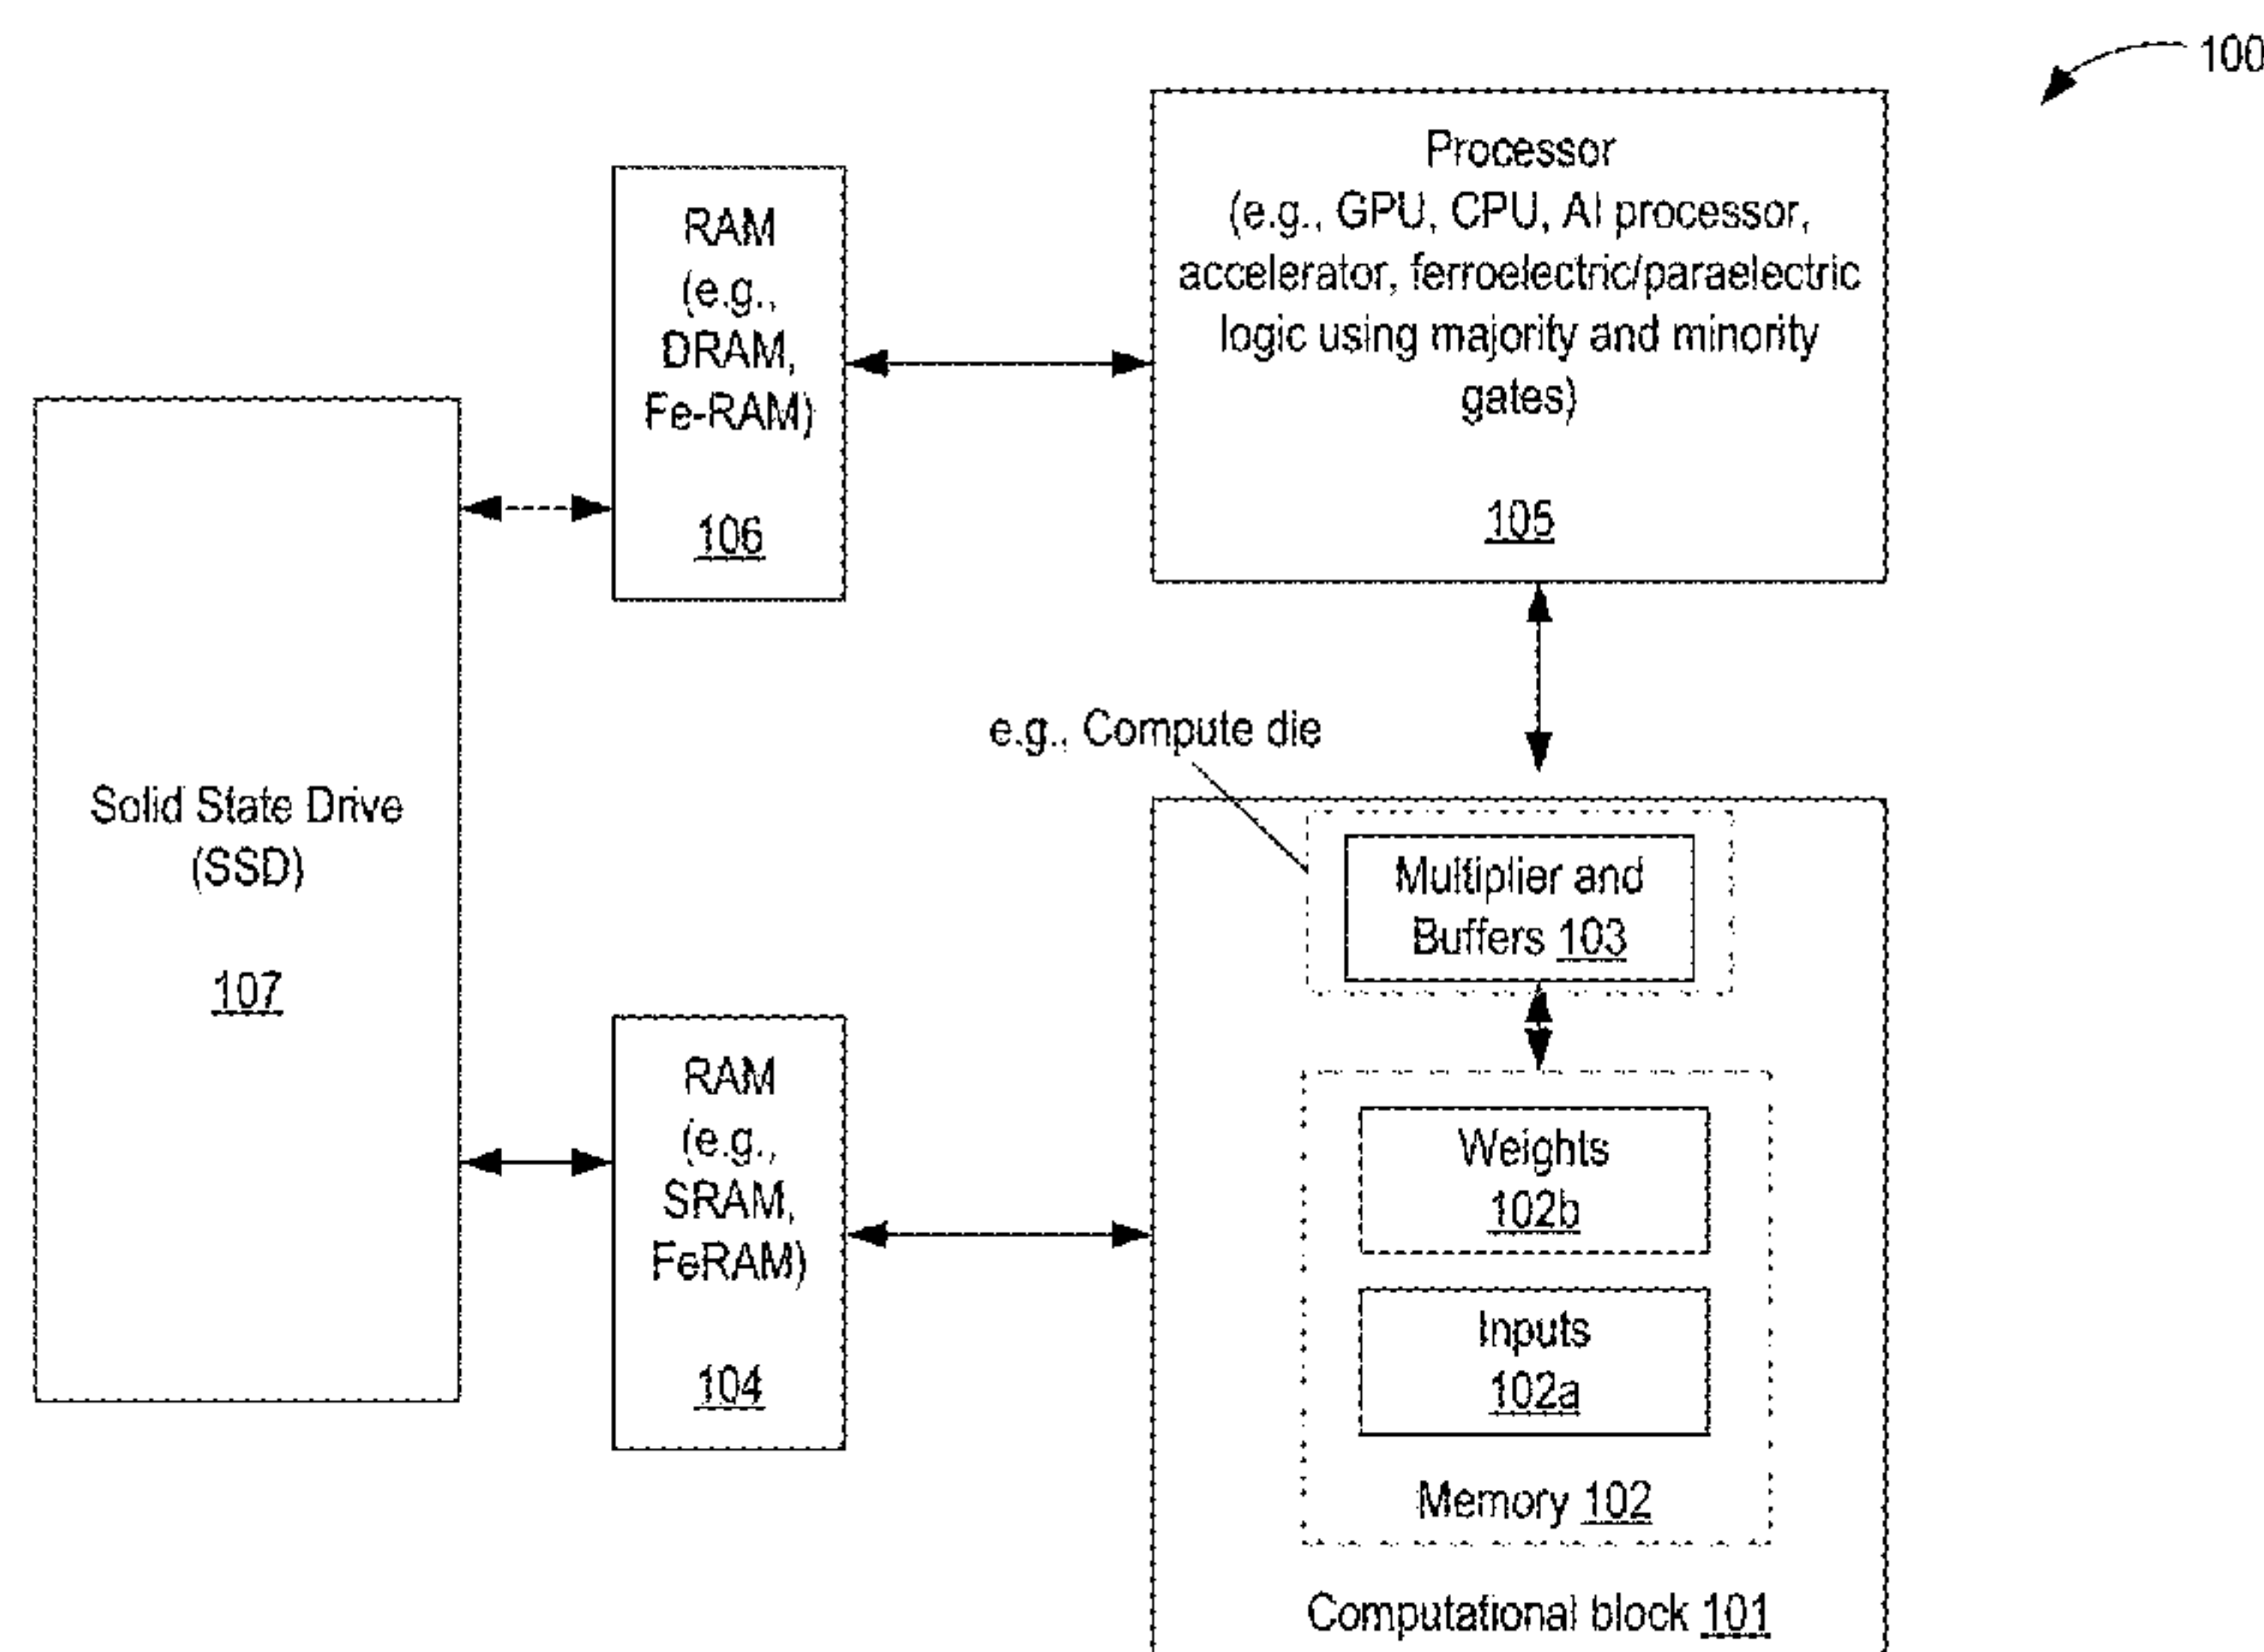 100
Processor
(e.g., GPU, CPU, AI processor,
accelerator, ferroelectric/paraelectric
logic using majority and minority
gates)
105
RAM
(e.g.,
DRAM,
Fe-RAM)
106
Solid State Drive
(SSD)
107
e.g., Compute die
Multiplier and
Buffers 103
RAM
(e.g.,
SRAM,
FeRAM)
104
Weights
102b
Inputs
102a
Memory 102
Computational block 101